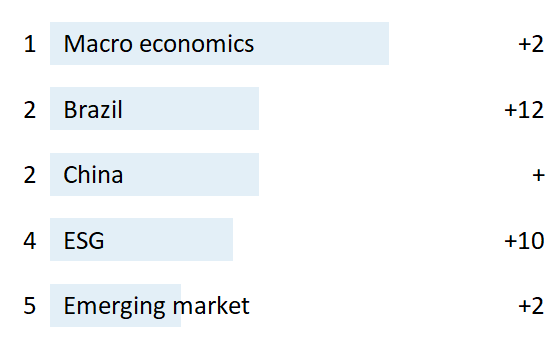 1 Macro economics +2
2 Brazil +12
2 China +
4 ESG +10
5 Emerging market +2